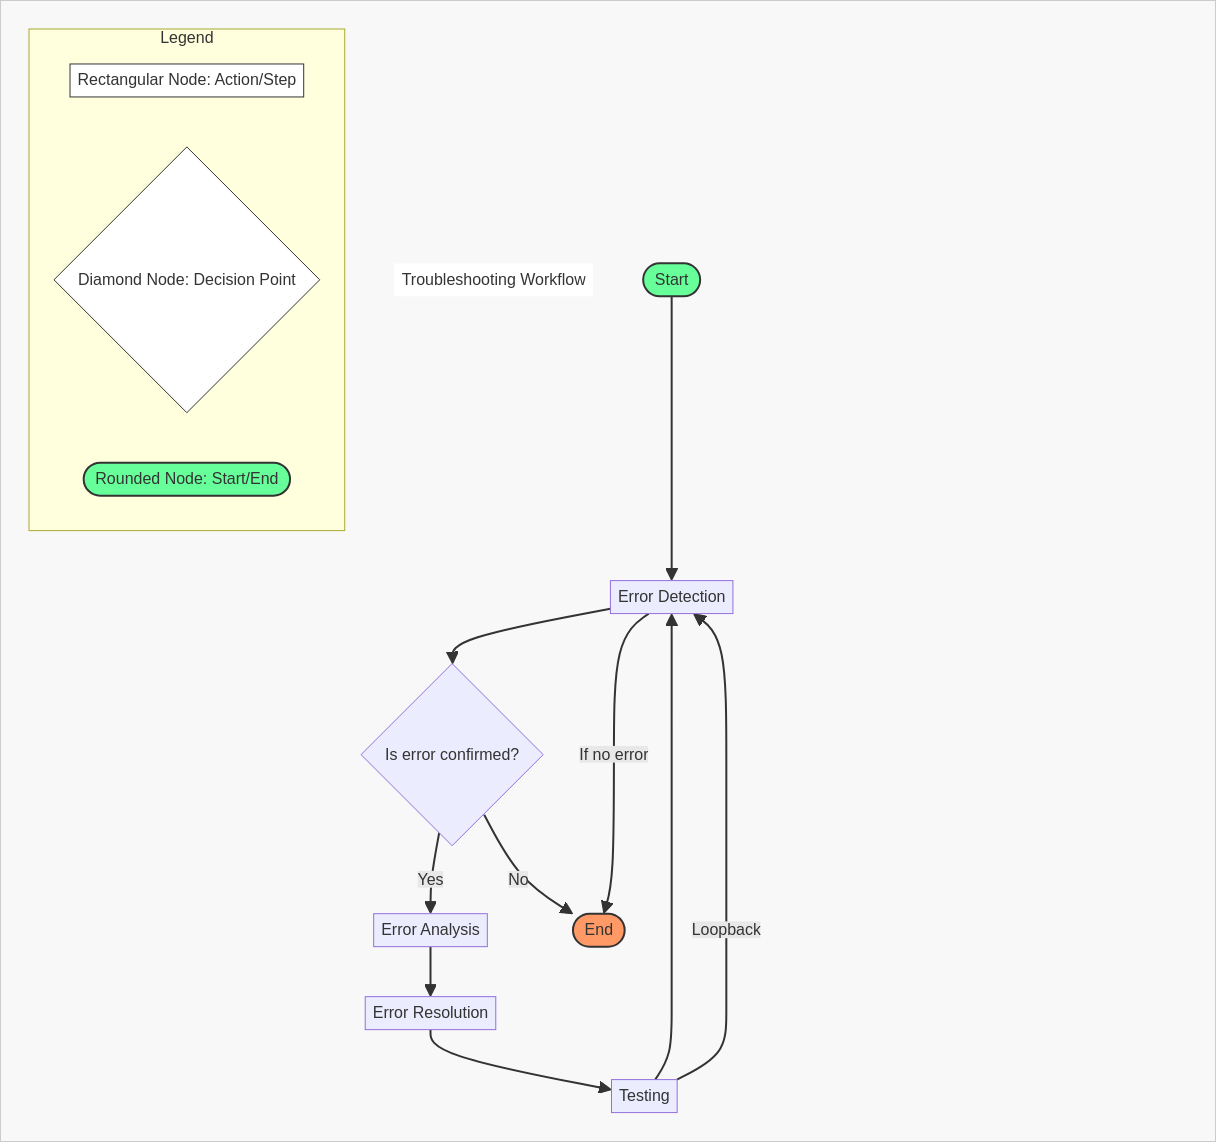 Legend
Rectangular Node: Action/Step
Diamond Node: Decision Point
Rounded Node: Start/End
Troubleshooting Workflow
Start
Error Detection
Is error confirmed?
If no error
Yes
No
Error Analysis
End
Loopback
Error Resolution
Testing